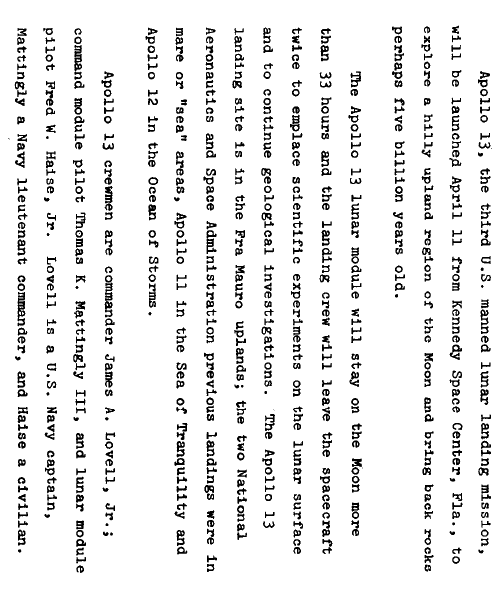 Apollo 13, the third U.S. manned lunar landing mission,
will be launched April 11 from Kennedy Space Center, Fla., to
explore a hilly upland region of the Moon and bring back rocks
perhaps five billion years old.
The Apollo 13 lunar module will stay on the Moon more
than 33 hours and the landing crew will leave the spacecraft
twice to emplace scientific experiments on the lunar surface
and to continue geological investigations. The Apollo 13
landing site is in the Fra Mauro uplands; the two National
Aeronautics and Space Administration previous landings were in
mare or "sea" areas, Apollo 11 in the Sea of Tranquility and
Apollo 12 in the Ocean of Storms.
Apollo 13 crewmen are commander James A. Lovell, Jr.;
command module pilot Thomas K. Mattingly III, and lunar module
pilot Fred W. Haise, Jr. Lovell is a U.S. Navy captain,
Mattingly a Navy lieutenant commander, and Haise a civilian.